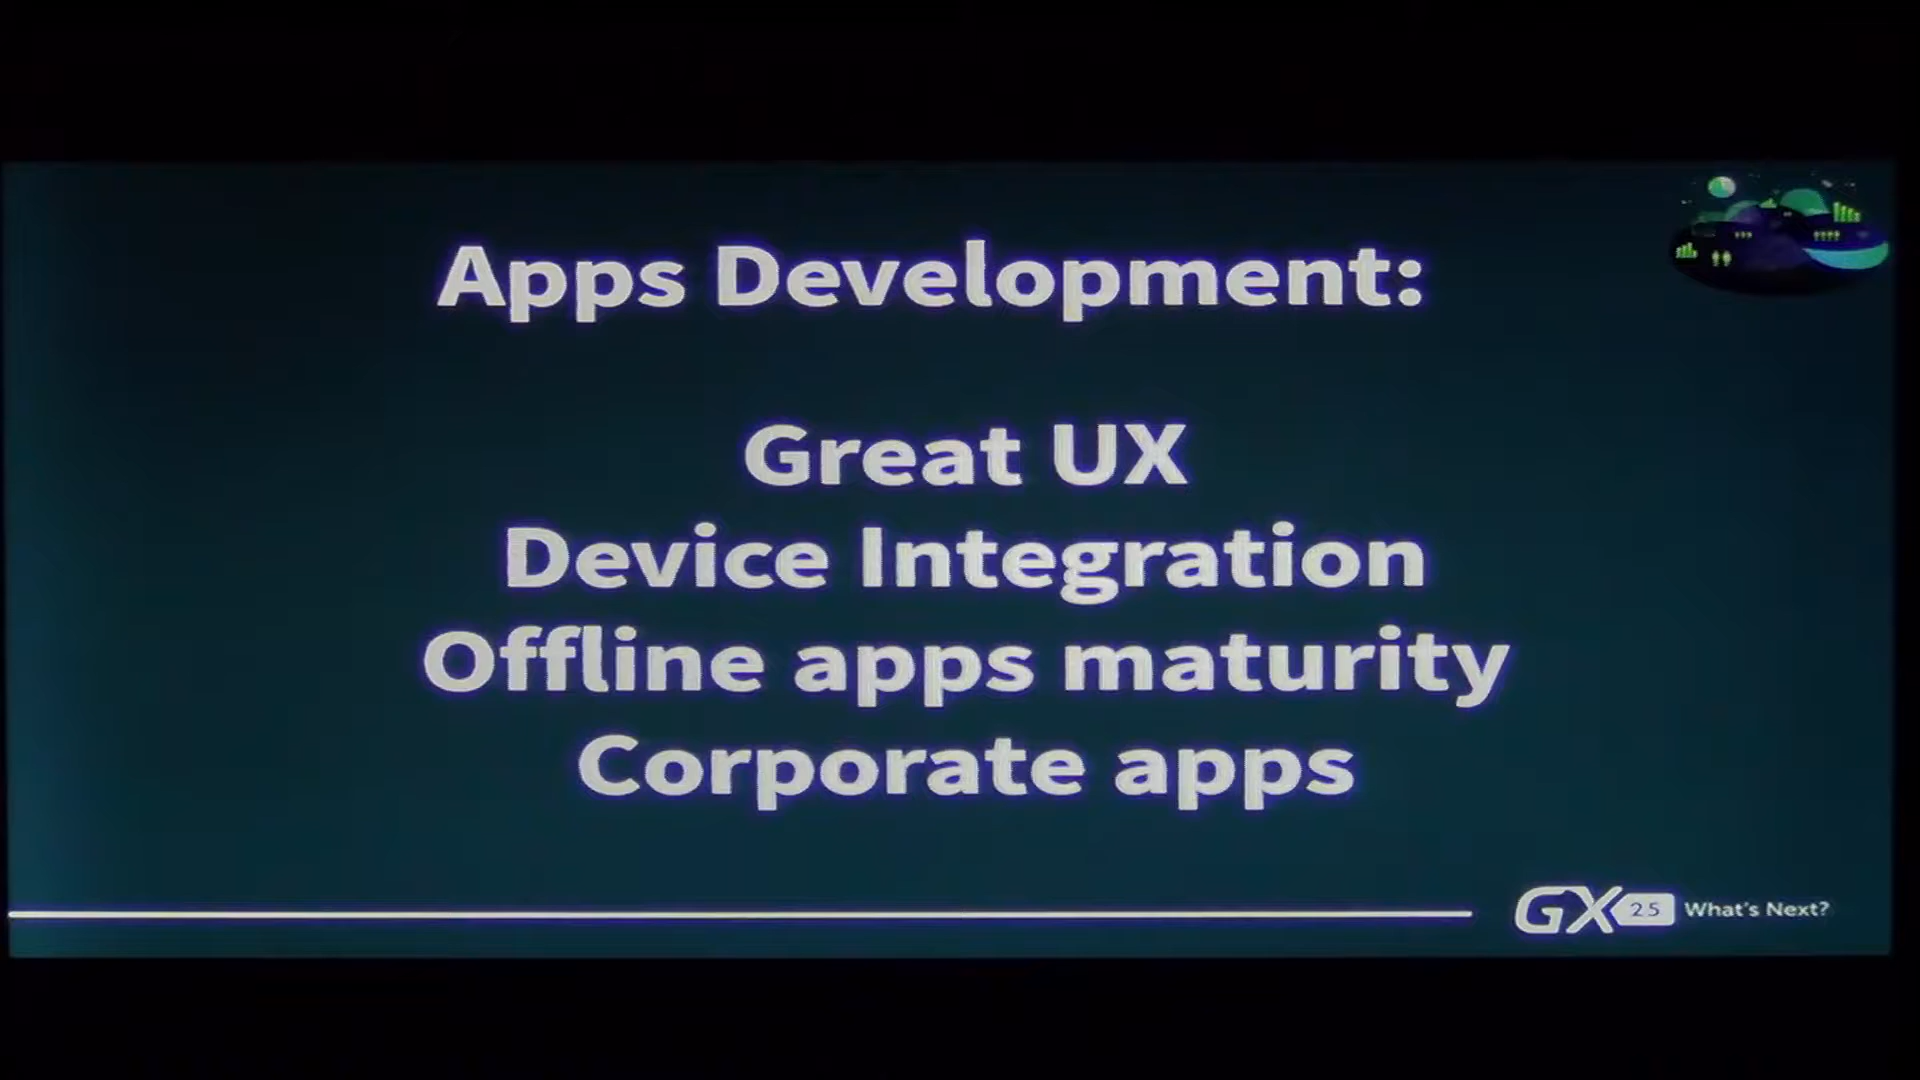 Apps Development:
Great UX
Device Integration
Offline apps maturity
Corporate apps
GX 25 What's Next?